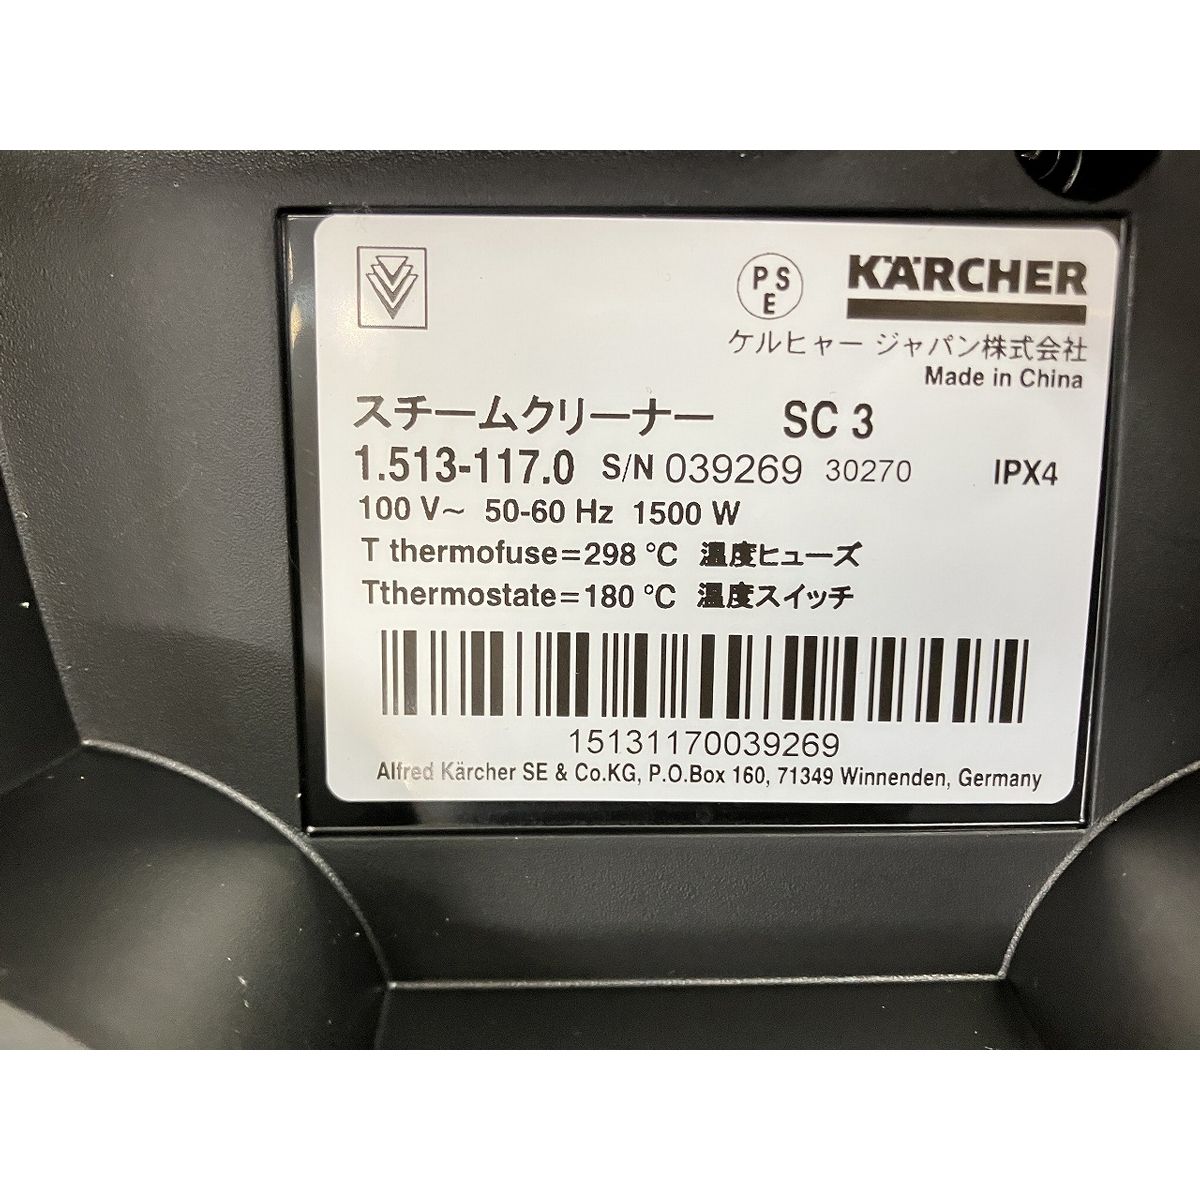 PSE KÄRCHER
ケルヒャー ジャパン株式会社
Made in China
スチームクリーナー SC 3
1.513-117.0 S/N 039269 30270 IPX4
100 V~ 50-60 Hz 1500 W
T thermofuse=298 °C 温度ヒューズ
Tthermostate=180 °C 温度スイッチ
15131170039269
Alfred Kärcher SE & Co.KG, P.O.Box 160, 71349 Winnenden, Germany